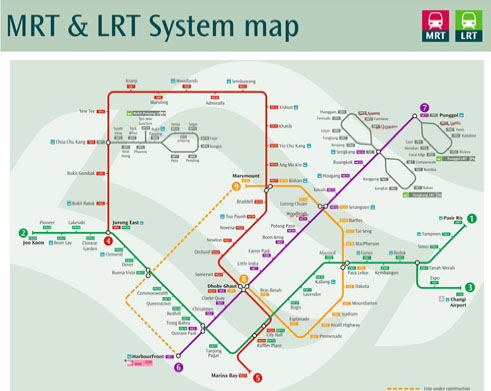 MRT & LRT System map
MRT
LRT
Kranji
Woodlands
Sembawang
Marsiling
Admiralty
Yew Tee
Yishun
Khatib
Choa Chu Kang
Yio Chu Kang
Ang Mo Kio
Bukit Gombak
Marymount
Bishan
9
Bukit Batok
Braddell
Toa Payoh
Novena
Newton
Orchard
Somerset
7
Punggol
Sengkang
Buangkok
Hougang
Kovan
Serangoon
Lorong Chuan
Woodleigh
Bartley
Potong Pasir
Tai Seng
Boon Keng
MacPherson
Farrer Park
Little India
Pioneer
Lakeside
Jurong East
2
Joo Koon
Boon Lay
Chinese
Garden
4
Clementi
Dover
Buona Vista
Commonwealth
Queenstown
Redhill
Tiong Bahru
Outram Park
HarbourFront
6
Tanjong
Pagar
Raffles Place
City Hall
Marina Bay
5
Dhoby Ghaut
8
Bras Basah
Clarke Quay
Chinatown
Esplanade
Promenade
Nicoll Highway
Stadium
Mountbatten
Dakota
Paya Lebar
Bugis
Lavender
Kallang
Aljunied
Eunos
Kembangan
Bedok
Tanah Merah
Simei
Tampines
Pasir Ris
1
Expo
3
Changi
Airport
Line under construction